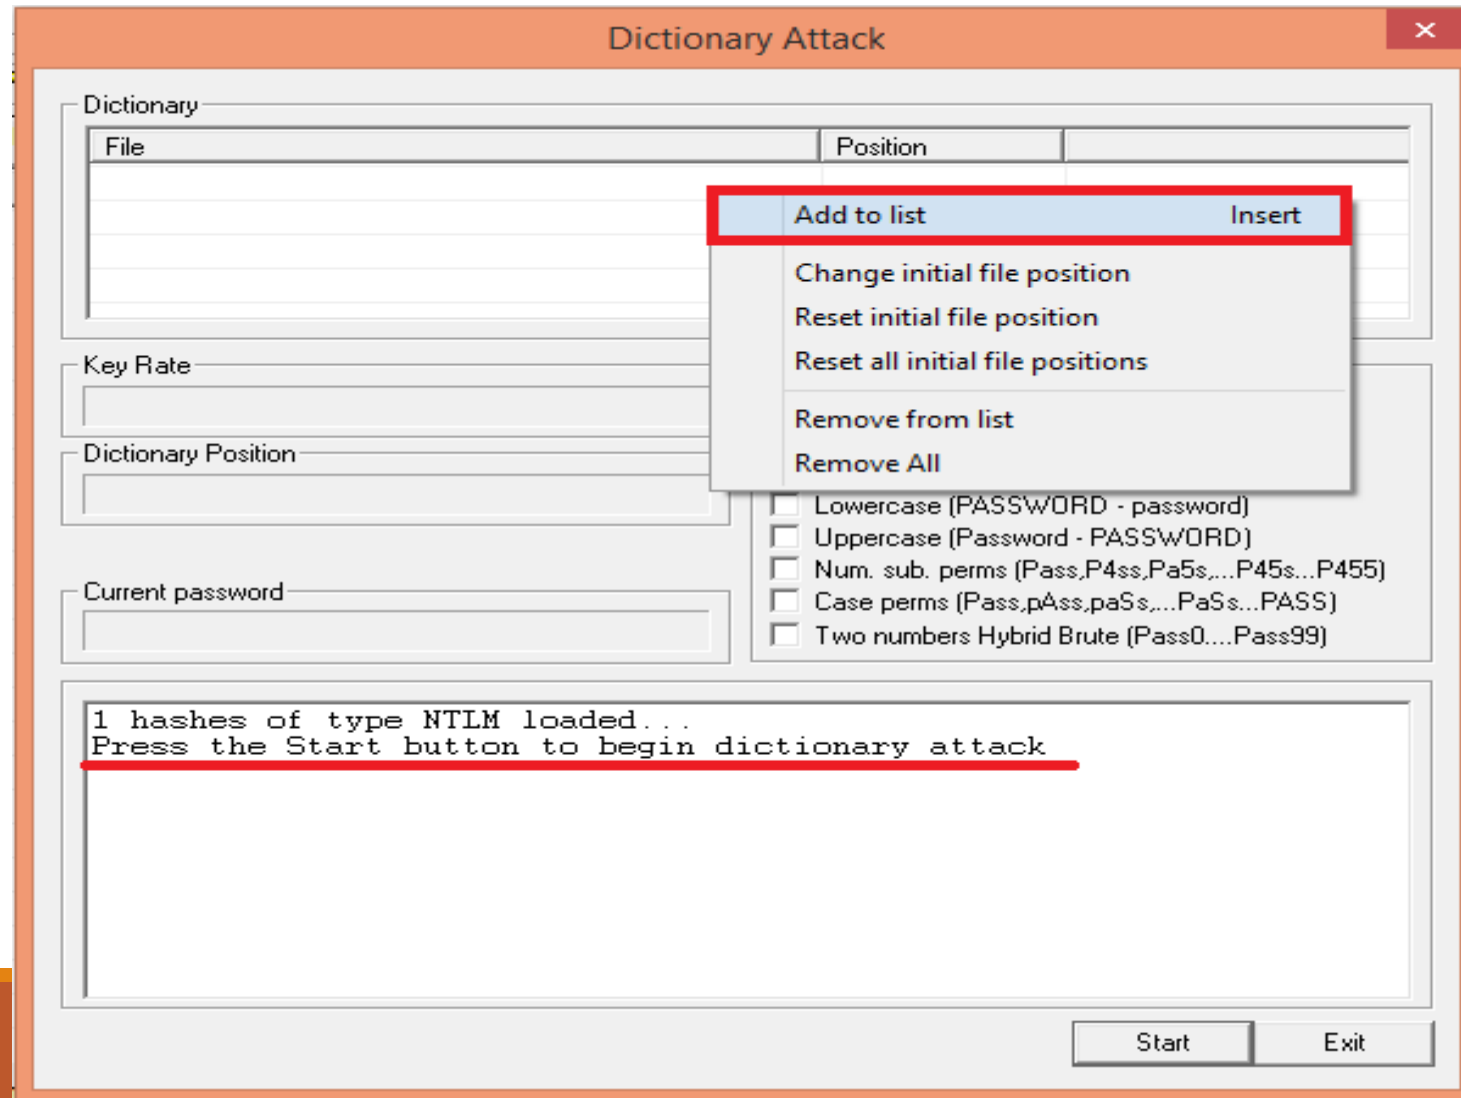 Dictionary Attack
Dictionary
File Position
Add to list Insert
Change initial file position
Reset initial file position
Reset all initial file positions
Remove from list
Remove All
Key Rate
Dictionary Position
Lowercase (PASSWORD - password)
Uppercase (Password - PASSWORD)
Num. sub. perms (Pass,P4ss,Pa5s,...P45s...P455)
Case perms (Pass,pAss,paSs,...PaSs...PASS)
Two numbers Hybrid Brute (Pass0....Pass99)
Current password
1 hashes of type NTLM loaded...
Press the Start button to begin dictionary attack
Start Exit